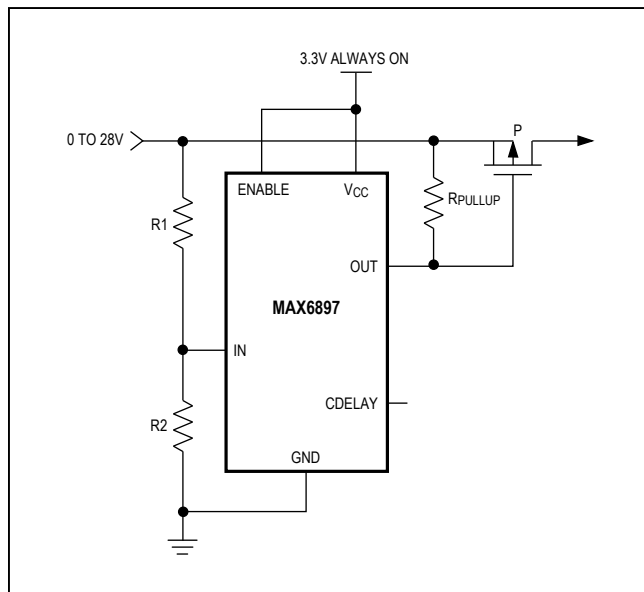 3.3V ALWAYS ON
0 TO 28V
P
ENABLE
VCC
R1
RPULLUP
OUT
MAX6897
IN
CDELAY
R2
GND